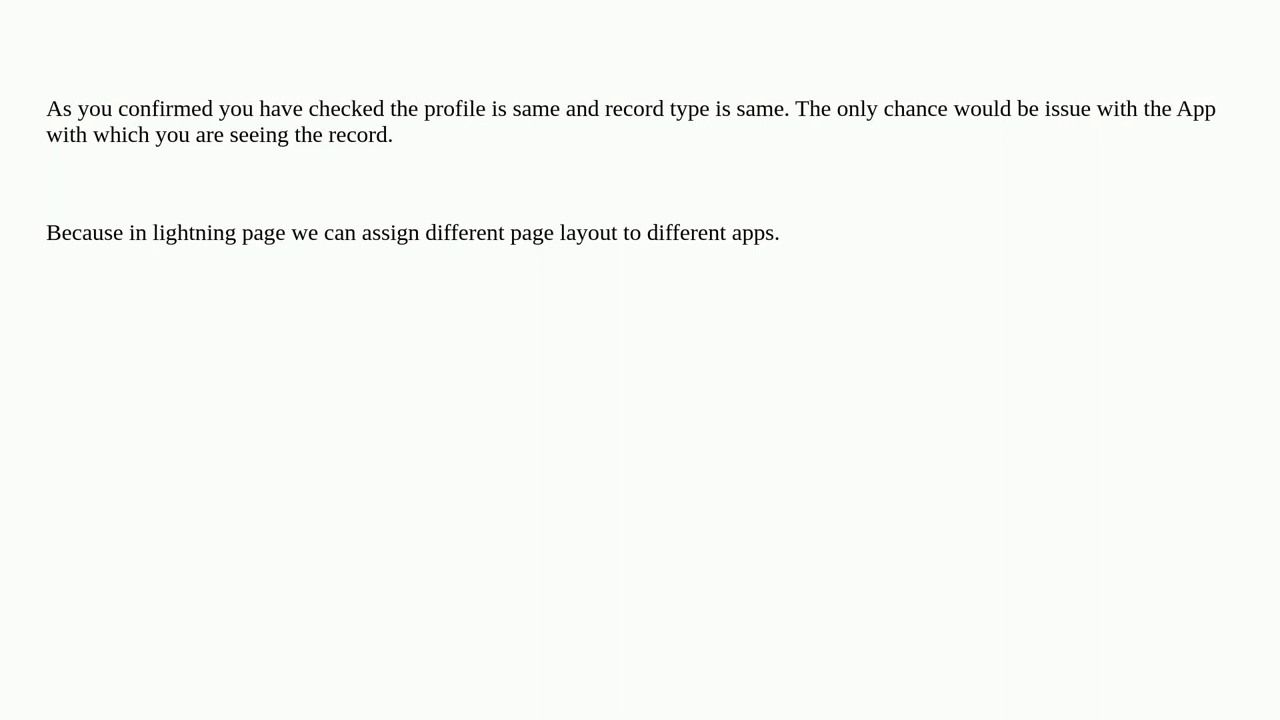 As you confirmed you have checked the profile is same and record type is same. The only chance would be issue with the App
with which you are seeing the record.
Because in lightning page we can assign different page layout to different apps.